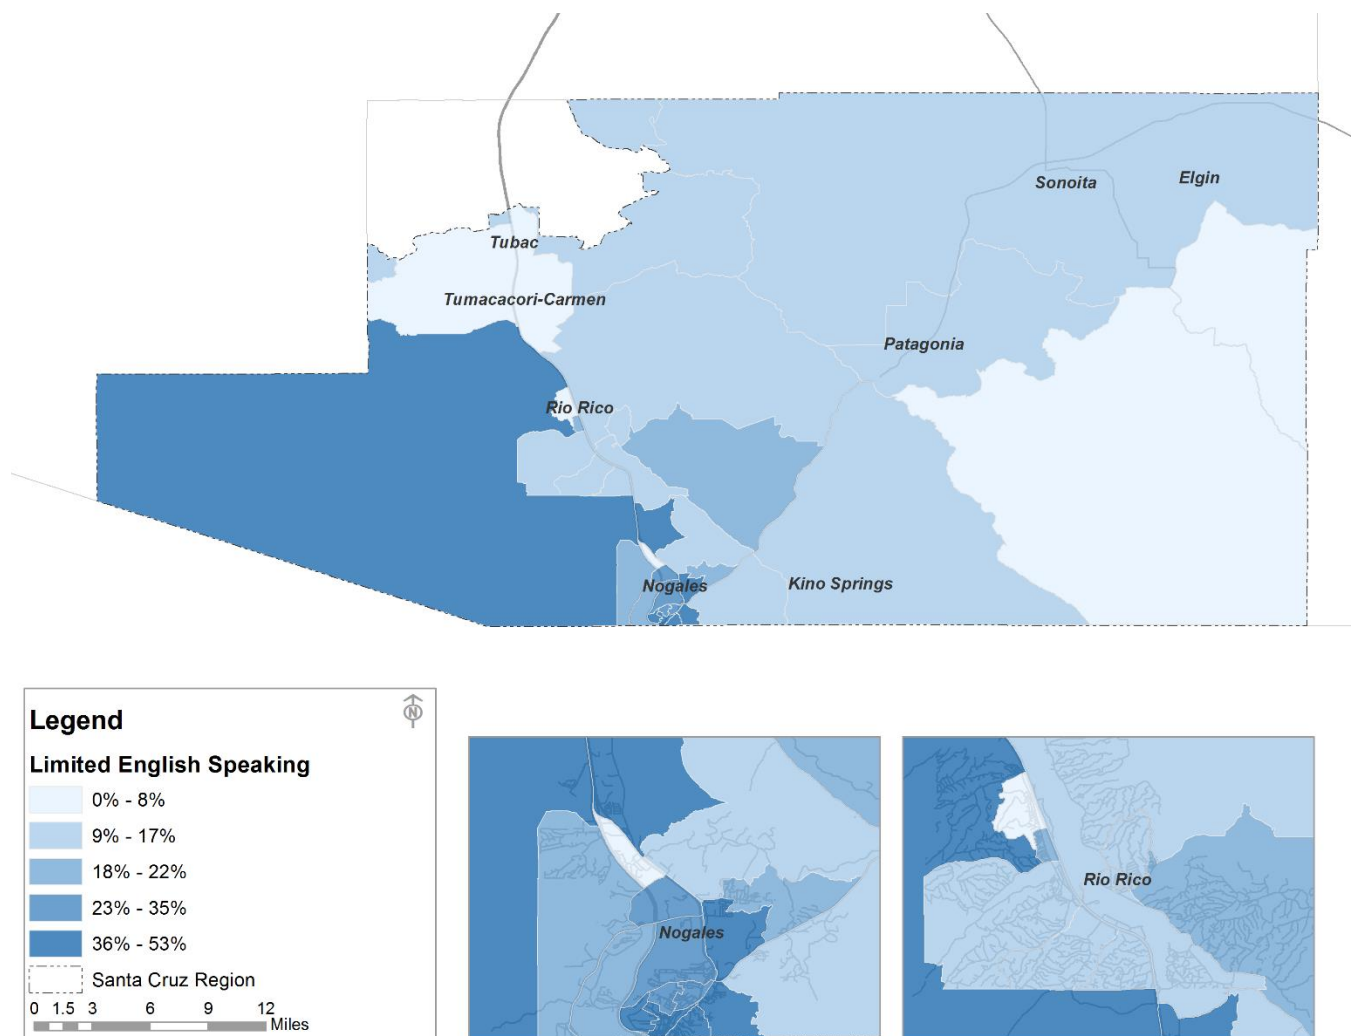 Sonoita
Elgin
Tubac
Tumacacori-Carmen
Patagonia
Rio Rico
Nogales
Kino Springs
Legend
N
Limited English Speaking
0% - 8%
9% - 17%
18% - 22%
23% - 35%
36% - 53%
Santa Cruz Region
0 1.5 3 6 9 12
Miles
Nogales
Rio Rico